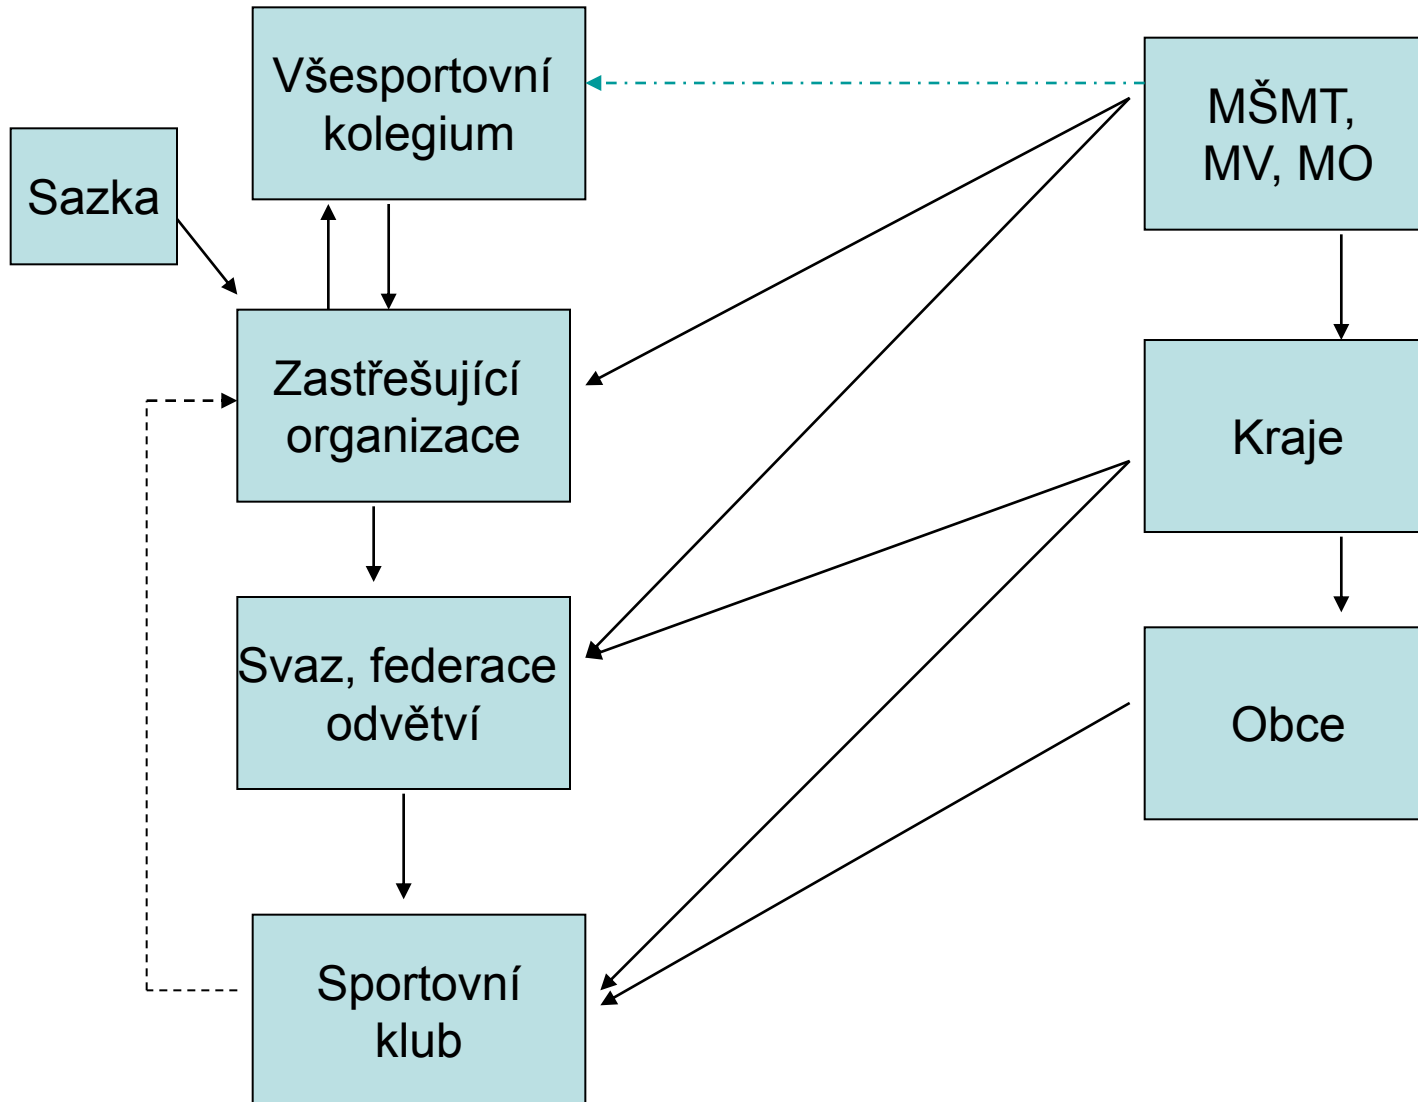 Všesportovní
kolegium
MŠMT,
MV, MO
Sazka
Zastřešující
organizace
Kraje
Svaz, federace
odvětví
Obce
Sportovní
klub